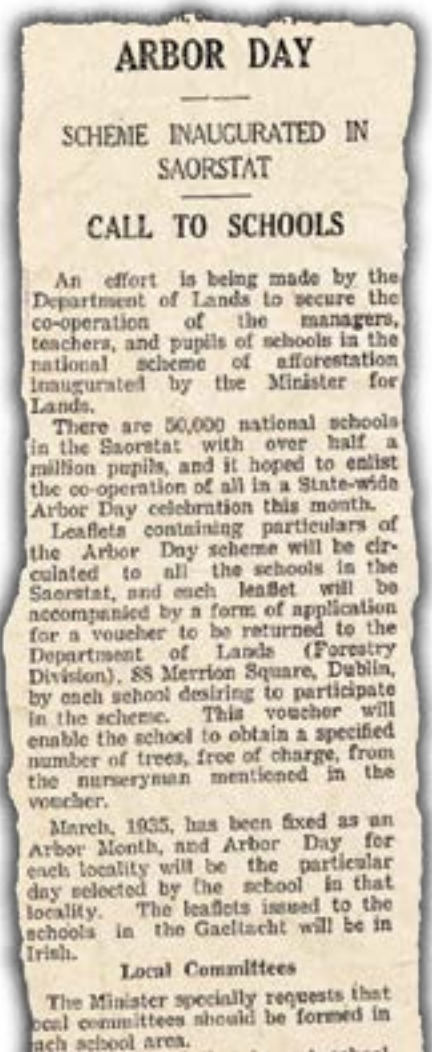 ARBOR DAY
SCHEME INAUGURATED IN
SAORSTAT
CALL TO SCHOOLS
An effort is being made by the
Department of Lands to secure the
co-operation of the managers,
teachers, and pupils of schools in the
national scheme of afforestation
inaugurated by the Minister for
Lands.
There are 50,000 national schools
in the Saorstat with over half a
million pupils, and it hoped to enlist
the co-operation of all in a State-wide
Arbor Day celebration this month.
Leaflets containing particulars of
the Arbor Day scheme will be cir-
culated to all the schools in the
Saorstat, and each leaflet will be
accompanied by a form of application
for a voucher to be returned to the
Department of Lands (Forestry
Division), 88 Merrion Square, Dublin,
by each school desiring to participate
in the scheme. This voucher will
enable the school to obtain a specified
number of trees, free of charge, from
the nurseryman mentioned in the
voucher.
March, 1935, has been fixed as an
Arbor Month, and Arbor Day for
each locality will be the particular
day selected by the school in that
locality. The leaflets issued to the
schools in the Gaeltacht will be in
Irish.
Local Committees
The Minister specially requests that
ocal committees should be formed in
ach school area.
school